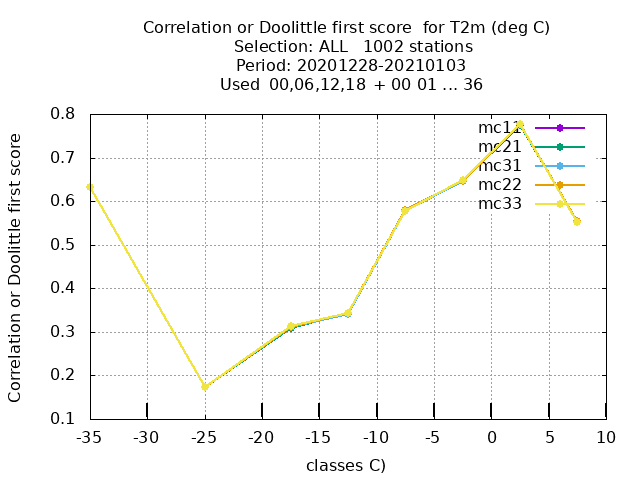 Correlation or Doolittle first score  for T2m (deg C)
Selection: ALL   1002 stations
Period: 20201228-20210103
Used  00,06,12,18  + 00 01 ... 36
Correlation or Doolittle first score
0.8
0.7
0.6
0.5
0.4
0.3
0.2
0.1
mc11
mc21
mc31
mc22
mc33
-35 -30 -25 -20 -15 -10 -5 0 5 10
classes C)